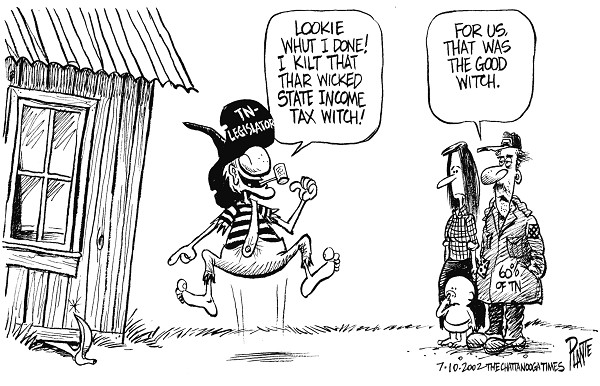 LOOKIE
WHUT I DONE!
I KILT THAT
THAR WICKED
STATE INCOME
TAX WITCH!
FOR US,
THAT WAS
THE GOOD
WITCH.
TN-
LEGISLATOR
60%
OF TN
7-10-2002 THE CHATTANOOGA TIMES
PLANTE